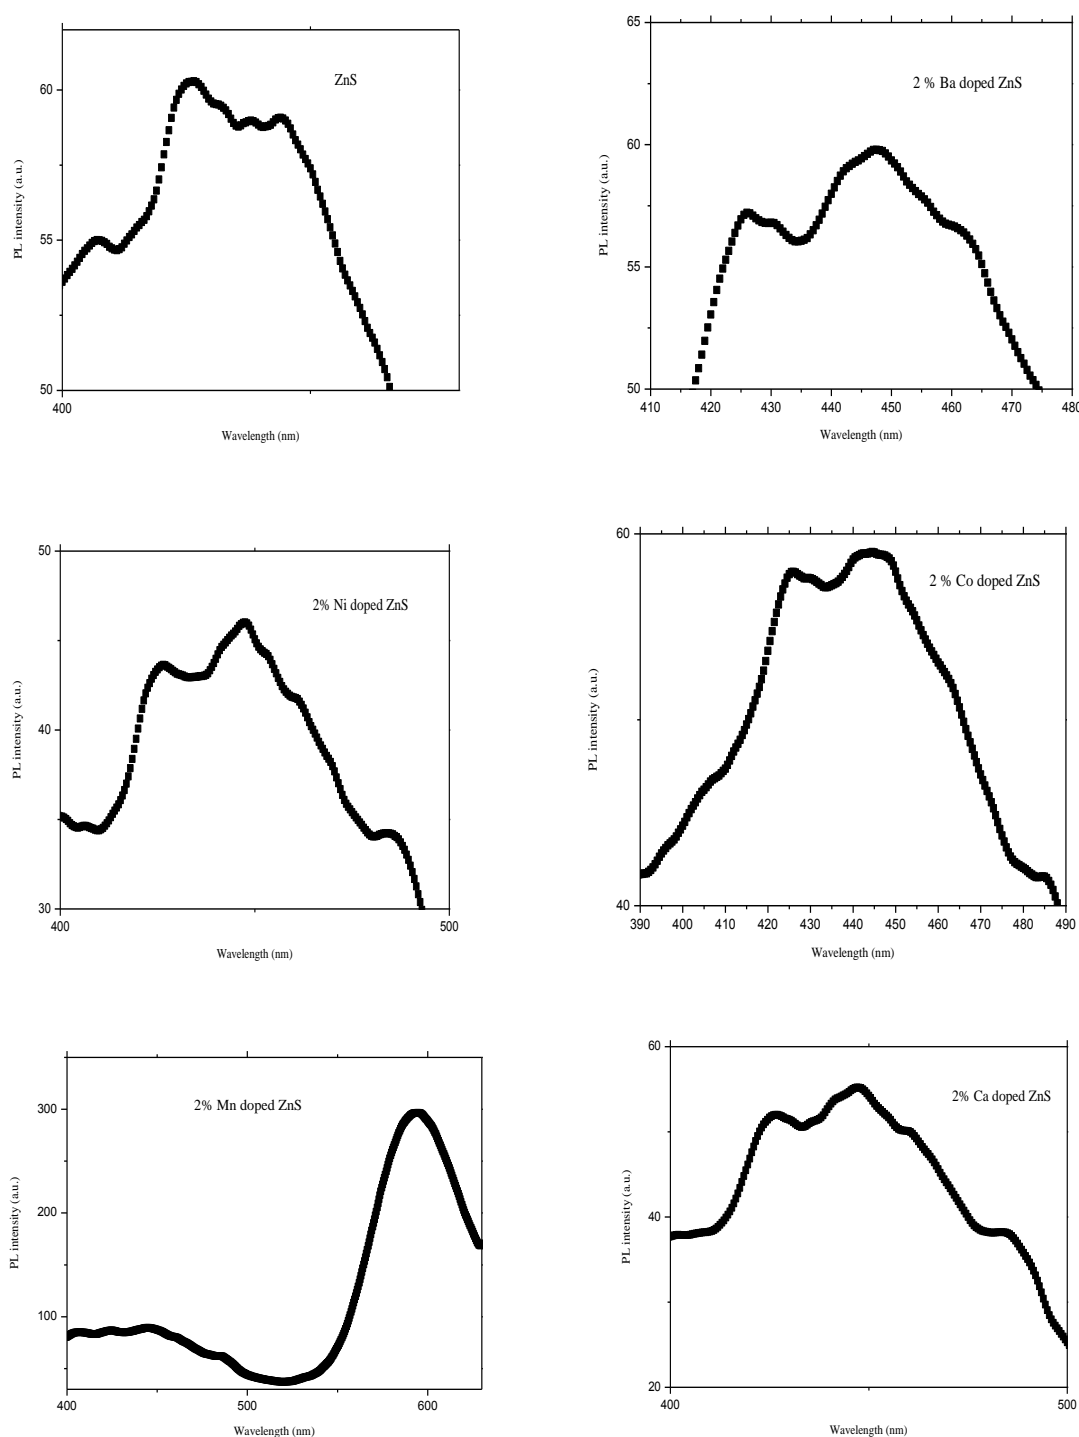 ZnS
60
55
50
PL intensity (a.u.)
400
Wavelength (nm)
2 % Ba doped ZnS
65
60
55
50
PL intensity (a.u.)
410 420 430 440 450 460 470 480
Wavelength (nm)
2% Ni doped ZnS
50
40
30
PL intensity (a.u.)
400 500
Wavelength (nm)
2 % Co doped ZnS
60
40
PL intensity (a.u.)
390 400 410 420 430 440 450 460 470 480 490
Wavelength (nm)
2% Mn doped ZnS
300
200
100
PL intensity (a.u.)
400 500 600
Wavelength (nm)
2% Ca doped ZnS
60
40
20
PL intensity (a.u.)
400 500
Wavelength (nm)